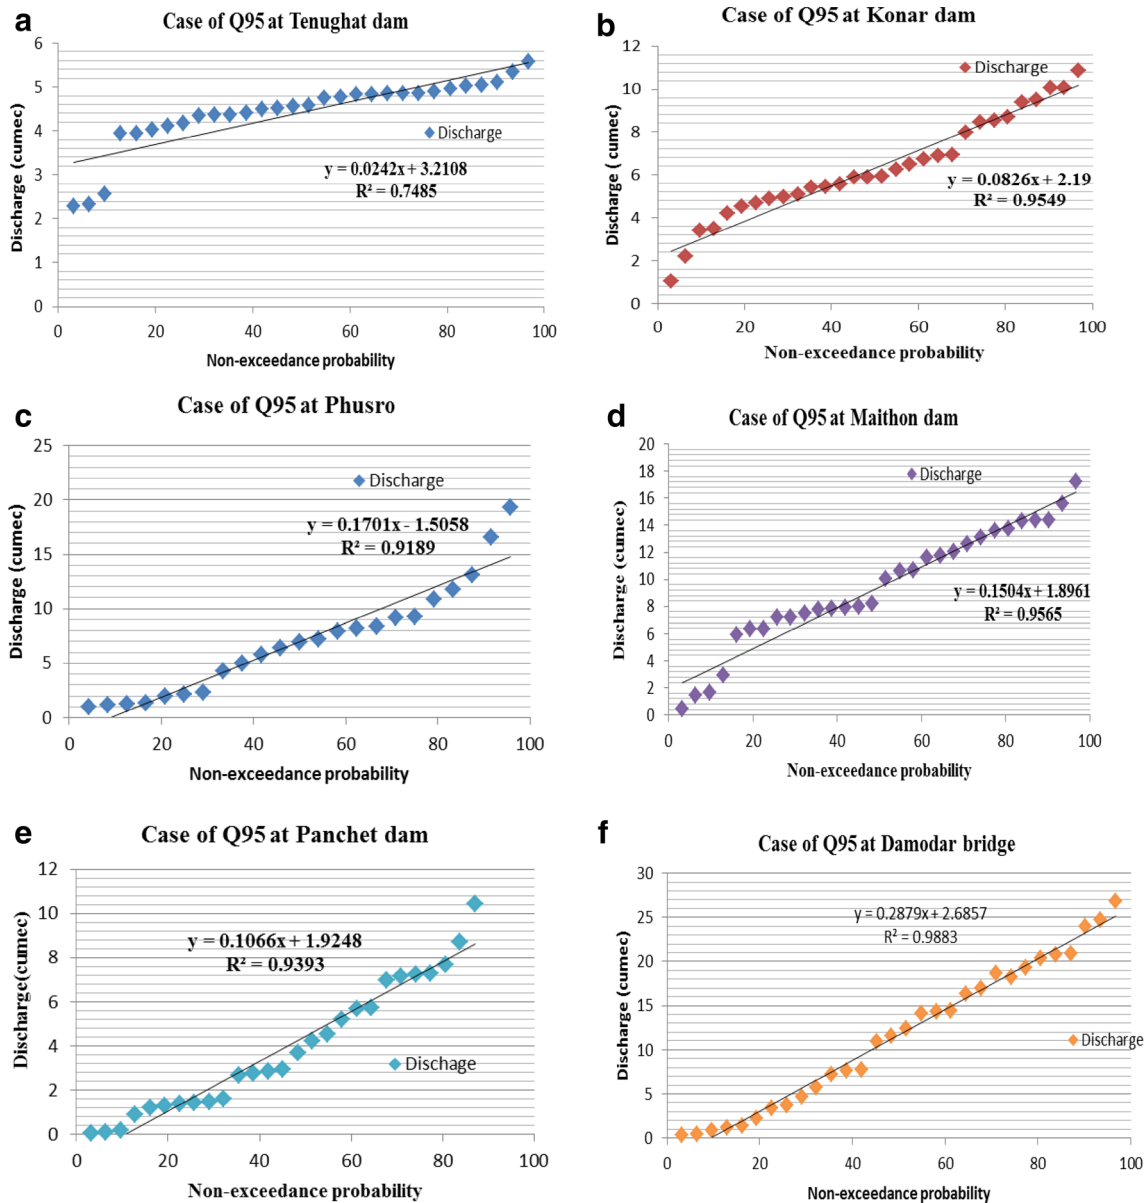 a
Case of Q95 at Tenughat dam
6
5
4
3
2
1
0
Discharge (cumec)
Discharge
y = 0.0242x + 3.2108
R² = 0.7485
0 20 40 60 80 100
Non-exceedance probability
b
Case of Q95 at Konar dam
12
10
8
6
4
2
0
Discharge ( cumec)
Discharge
y = 0.0826x + 2.19
R² = 0.9549
0 20 40 60 80 100
Non-exceedance probability
c
Case of Q95 at Phusro
25
20
15
10
5
0
Discharge (cumec)
Discharge
y = 0.1701x - 1.5058
R² = 0.9189
0 20 40 60 80 100
Non-exceedance probability
d
Case of Q95 at Maithon dam
20
18
16
14
12
10
8
6
4
2
0
Discharge (cumec)
Discharge
y = 0.1504x + 1.8961
R² = 0.9565
0 20 40 60 80 100
Non-exceedance probability
e
Case of Q95 at Panchet dam
12
10
8
6
4
2
0
Discharge(cumec)
y = 0.1066x + 1.9248
R² = 0.9393
Dischage
0 20 40 60 80 100
Non-exceedance probability
f
Case of Q95 at Damodar bridge
30
25
20
15
10
5
0
Discharge (cumec)
y = 0.2879x + 2.6857
R² = 0.9883
Discharge
0 20 40 60 80 100
Non-exceedance probability